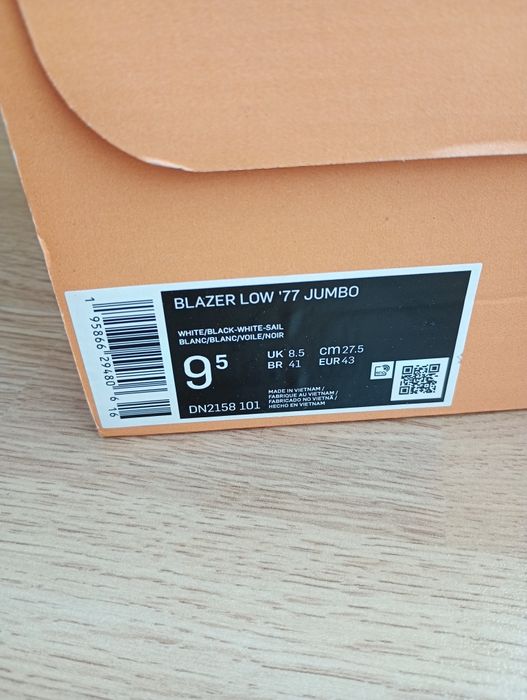 BLAZER LOW '77 JUMBO
WHITE/BLACK-WHITE-SAIL
BLANC/BLANC/VOILE/NOIR
9 5
UK 8.5 cm 27.5
BR 41 EUR 43
DN2158 101
MADE IN VIETNAM /
FABRIQUE AU VIETNAM /
FABRICADO NO VIETNÃ /
HECHO EN VIETNAM
1 95866 29480 6 16